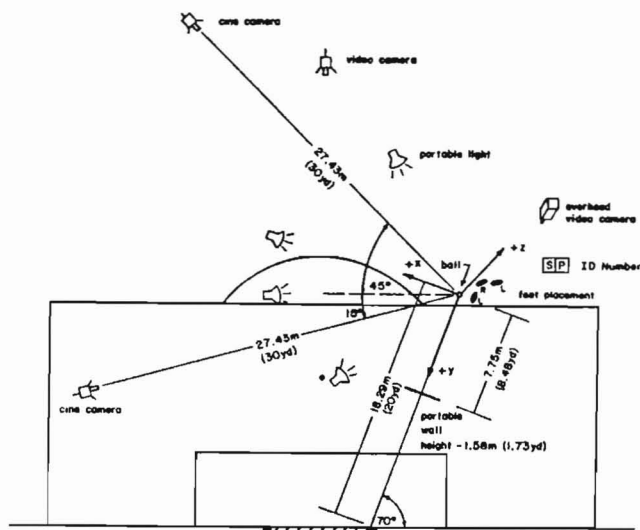 cine camera
video camera
portable light
27.43m
(30yd)
overhead
video camera
+z
+x
ball
S P ID Number
45°
feet placement
R
L
L
15°
27.43m
(30yd)
7.75m
(8.48yd)
18.29m
(20yd)
+y
cine camera
portable
wall
height -1.58m (1.73yd)
70°